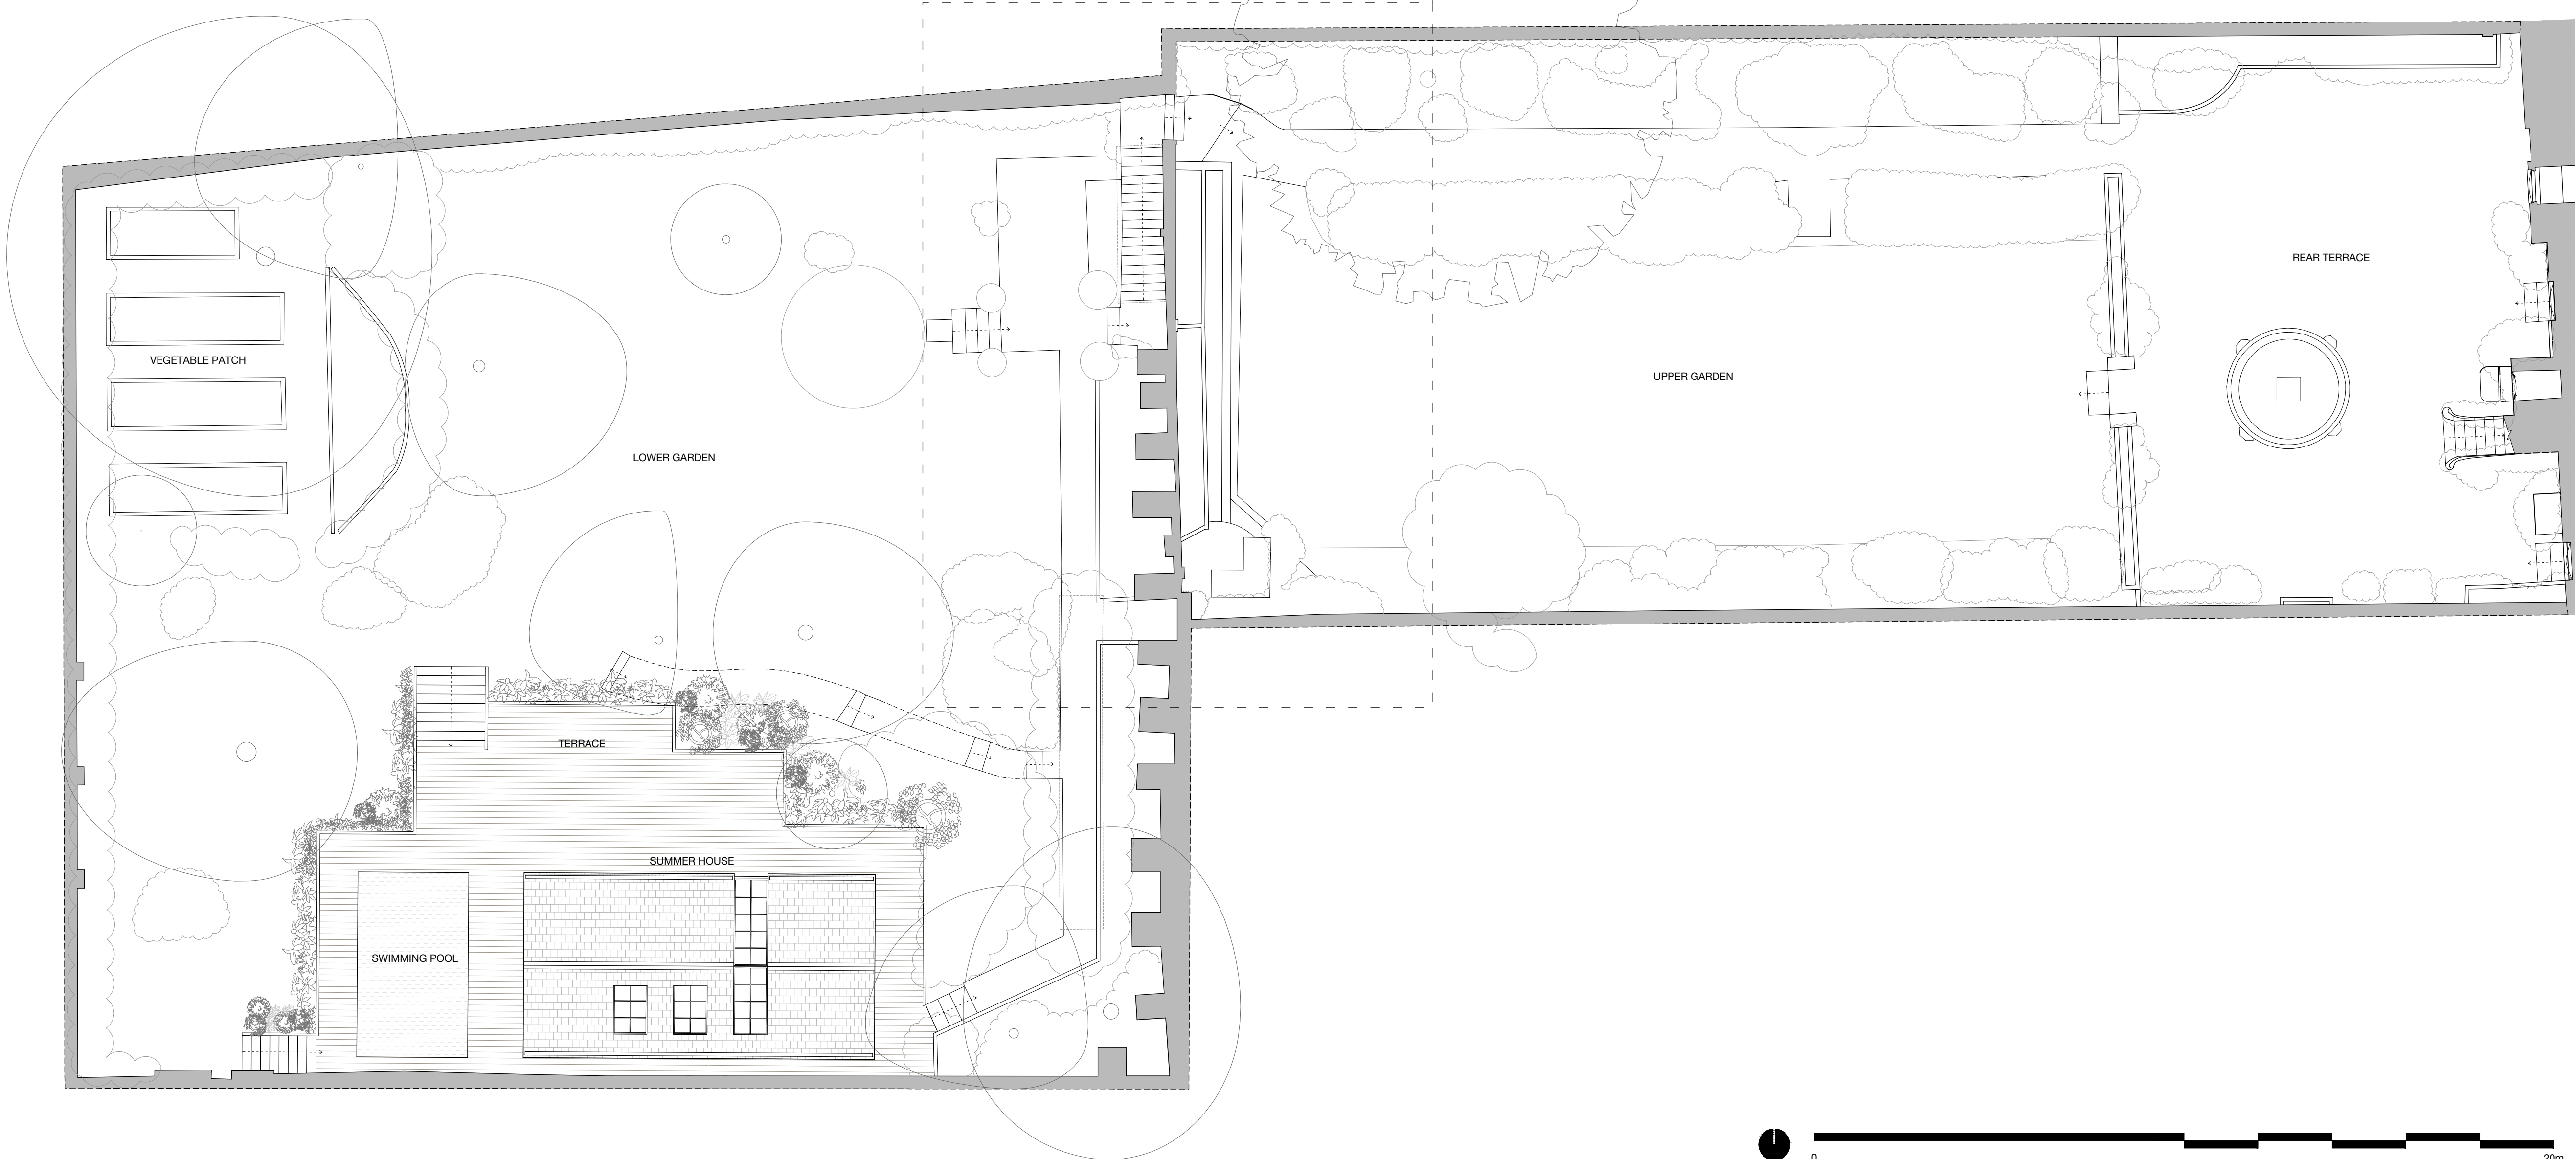 REAR TERRACE
VEGETABLE PATCH
UPPER GARDEN
LOWER GARDEN
TERRACE
SUMMER HOUSE
SWIMMING POOL
0
20m